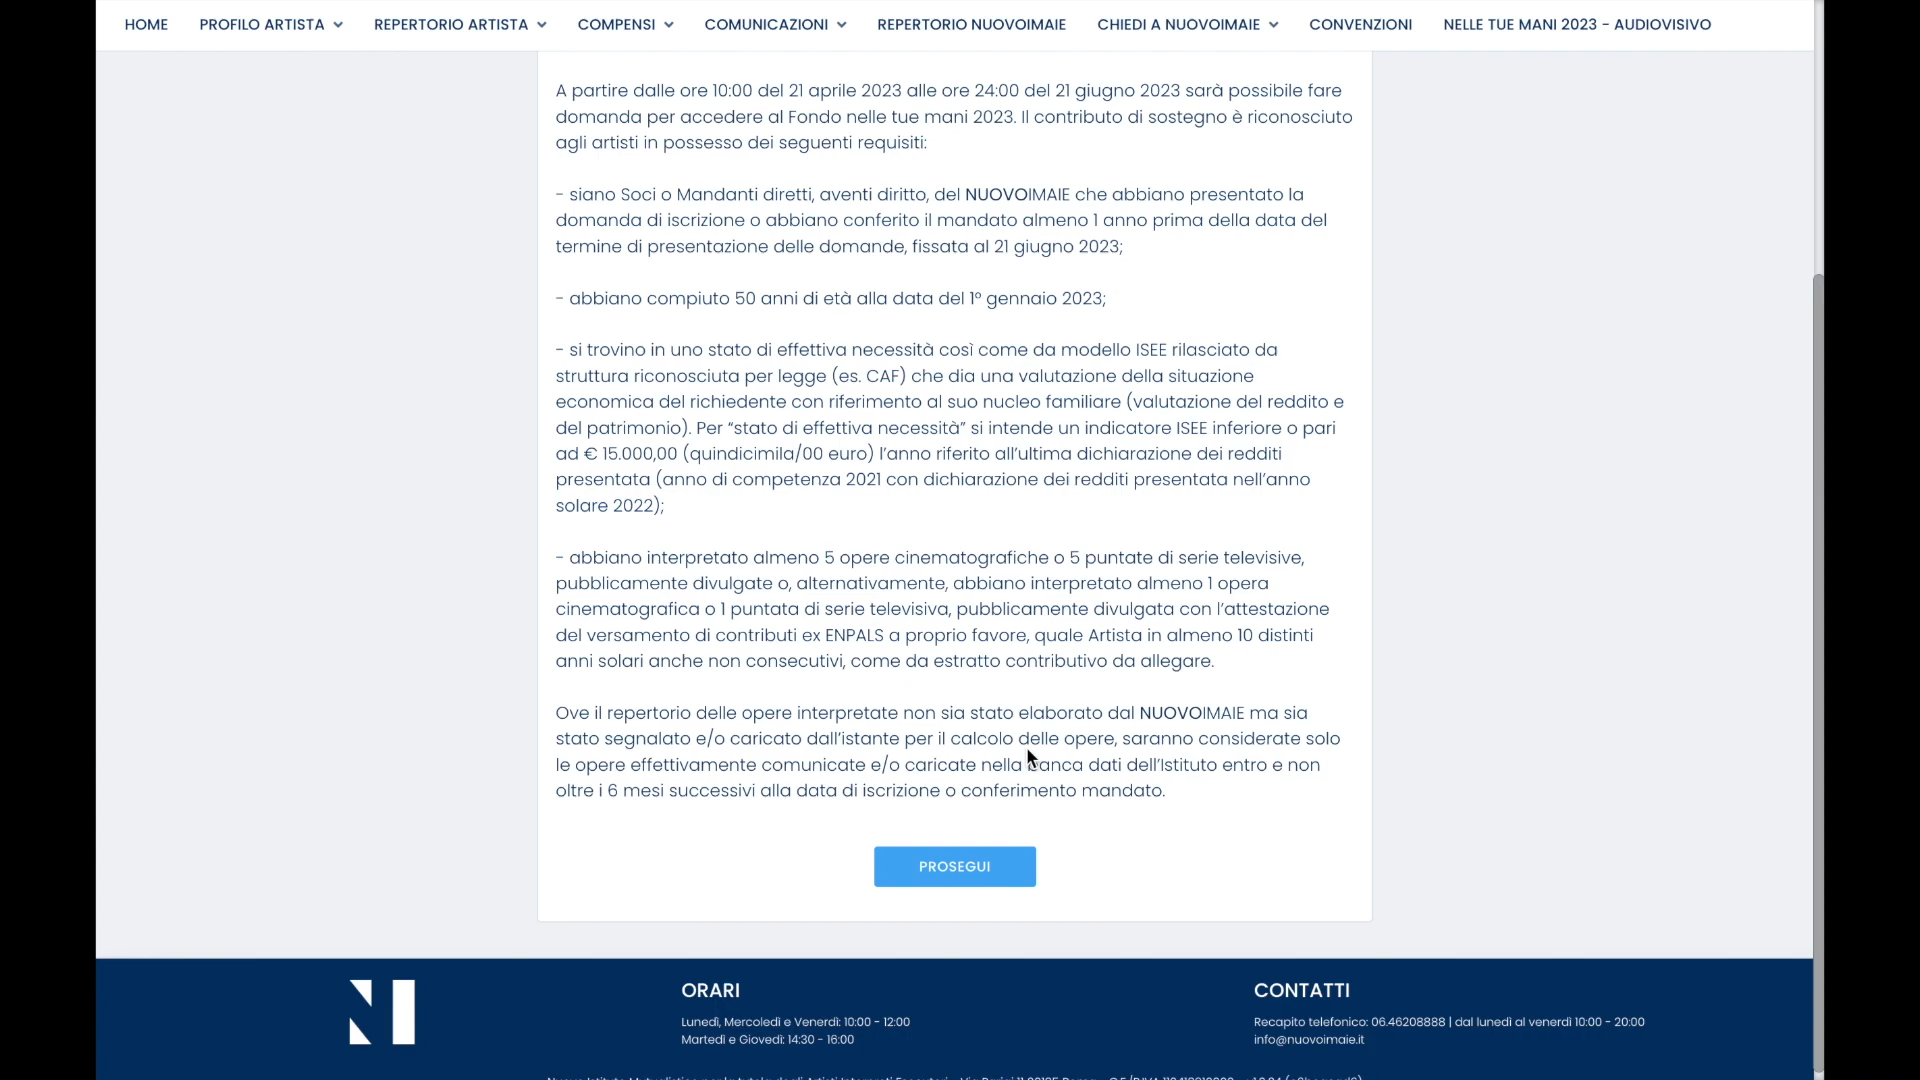 HOME PROFILO ARTISTA REPERTORIO ARTISTA COMPENSI COMUNICAZIONI REPERTORIO NUOVOIMAIE CHIEDI A NUOVOIMAIE CONVENZIONI NELLE TUE MANI 2023 - AUDIOVISIVO
A partire dalle ore 10:00 del 21 aprile 2023 alle ore 24:00 del 21 giugno 2023 sarà possibile fare
domanda per accedere al Fondo nelle tue mani 2023. Il contributo di sostegno è riconosciuto
agli artisti in possesso dei seguenti requisiti:
- siano Soci o Mandanti diretti, aventi diritto, del NUOVOIMAIE che abbiano presentato la
domanda di iscrizione o abbiano conferito il mandato almeno 1 anno prima della data del
termine di presentazione delle domande, fissata al 21 giugno 2023;
- abbiano compiuto 50 anni di età alla data del 1° gennaio 2023;
- si trovino in uno stato di effettiva necessità così come da modello ISEE rilasciato da
struttura riconosciuta per legge (es. CAF) che dia una valutazione della situazione
economica del richiedente con riferimento al suo nucleo familiare (valutazione del reddito e
del patrimonio). Per “stato di effettiva necessità” si intende un indicatore ISEE inferiore o pari
ad € 15.000,00 (quindicimila/00 euro) l’anno riferito all’ultima dichiarazione dei redditi
presentata (anno di competenza 2021 con dichiarazione dei redditi presentata nell’anno
solare 2022);
- abbiano interpretato almeno 5 opere cinematografiche o 5 puntate di serie televisive,
pubblicamente divulgate o, alternativamente, abbiano interpretato almeno 1 opera
cinematografica o 1 puntata di serie televisiva, pubblicamente divulgata con l’attestazione
del versamento di contributi ex ENPALS a proprio favore, quale Artista in almeno 10 distinti
anni solari anche non consecutivi, come da estratto contributivo da allegare.
Ove il repertorio delle opere interpretate non sia stato elaborato dal NUOVOIMAIE ma sia
stato segnalato e/o caricato dall’istante per il calcolo delle opere, saranno considerate solo
le opere effettivamente comunicate e/o caricate nella banca dati dell’Istituto entro e non
oltre i 6 mesi successivi alla data di iscrizione o conferimento mandato.
PROSEGUI
ORARI
Lunedì, Mercoledì e Venerdì: 10:00 - 12:00
Martedì e Giovedì: 14:30 - 16:00
CONTATTI
Recapito telefonico: 06.46208888 | dal lunedì al venerdì 10:00 - 20:00
info@nuovoimaie.it